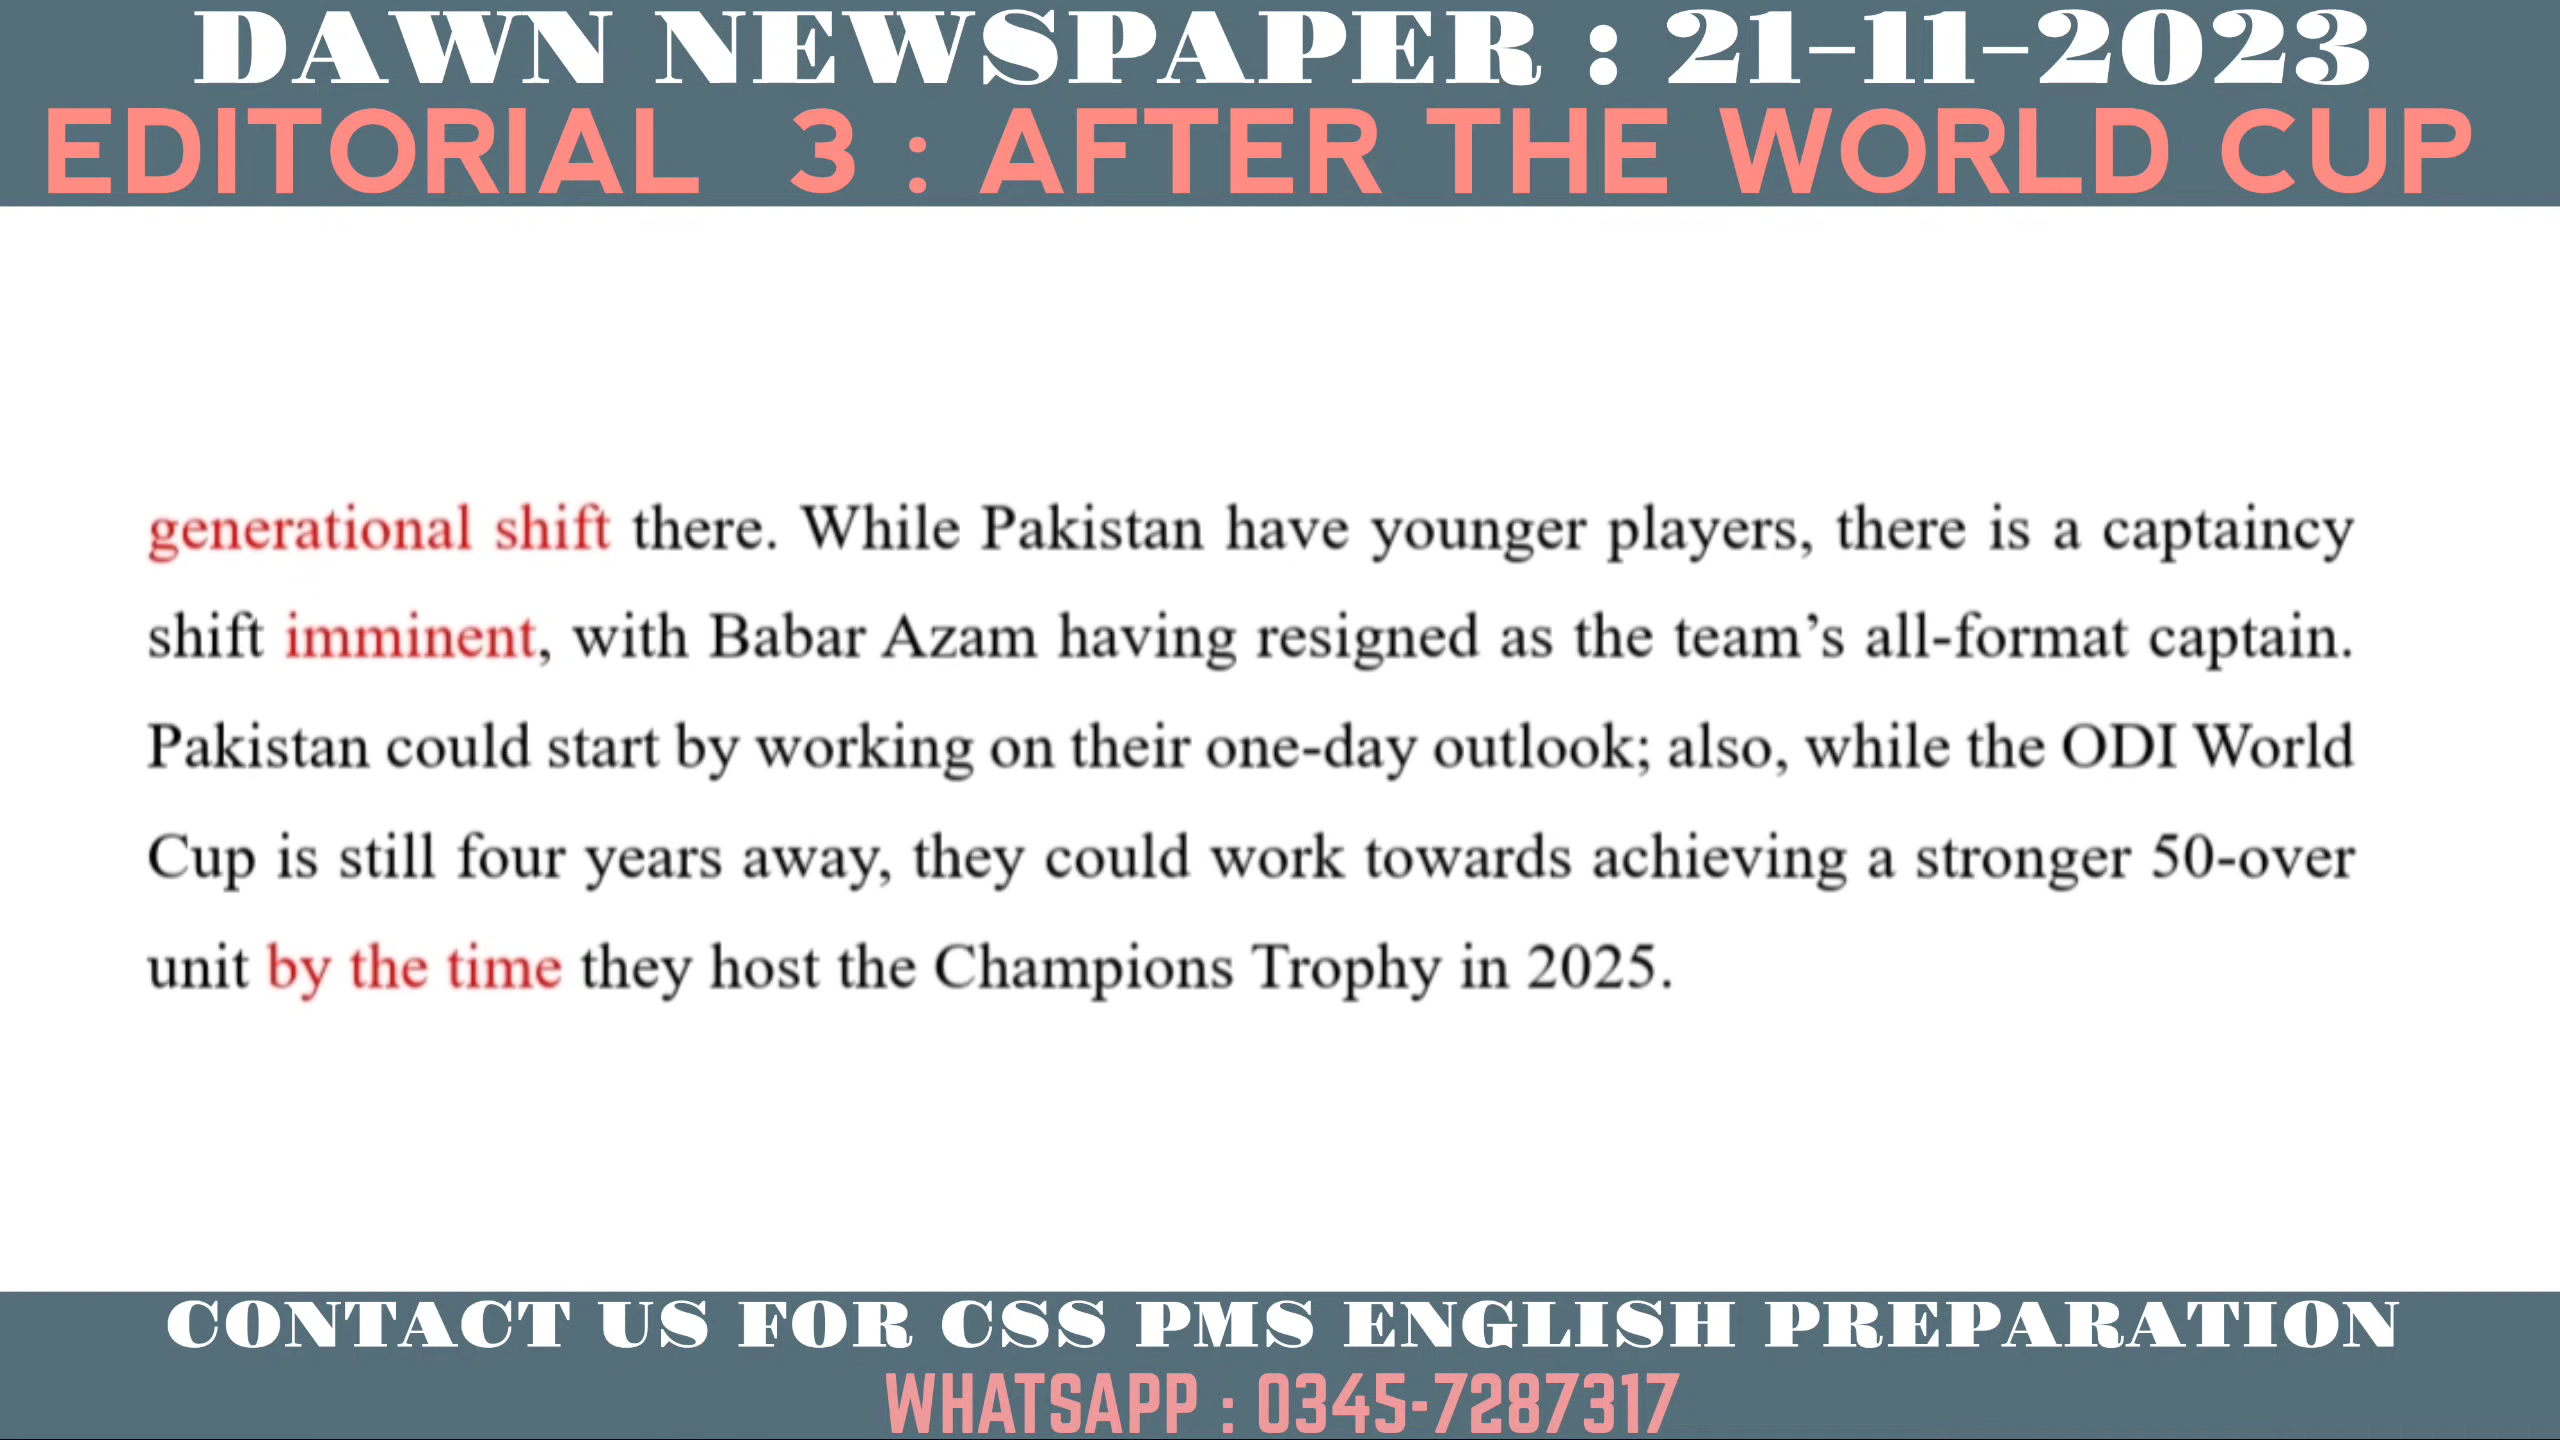 DAWN NEWSPAPER : 21-11-2023
EDITORIAL 3 : AFTER THE WORLD CUP
generational shift there. While Pakistan have younger players, there is a captaincy
shift imminent, with Babar Azam having resigned as the team’s all-format captain.
Pakistan could start by working on their one-day outlook; also, while the ODI World
Cup is still four years away, they could work towards achieving a stronger 50-over
unit by the time they host the Champions Trophy in 2025.
CONTACT US FOR CSS PMS ENGLISH PREPARATION
WHATSAPP : 0345-7287317